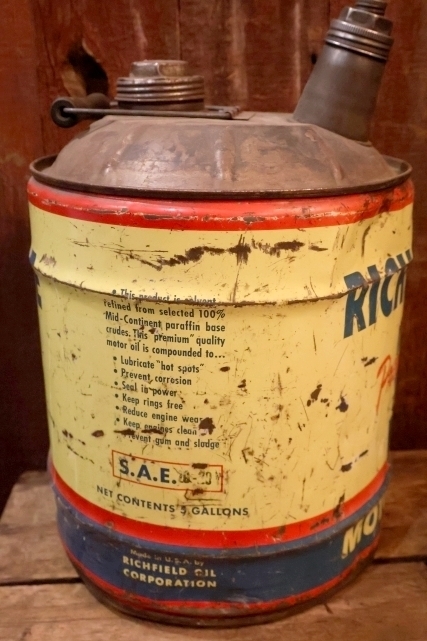 • This product is solvent
refined from selected 100%
Mid-Continent paraffin base
crudes. This "premium" quality
motor oil is compounded to...
• Lubricate "hot spots"
• Prevent corrosion
• Seal in power
• Keep rings free
• Reduce engine wear
• Keep engines clean
• Prevent gum and sludge
S.A.E.
NET CONTENTS 5 GALLONS
Made in U.S.A. by
RICHFIELD OIL
CORPORATION
RICH
MO